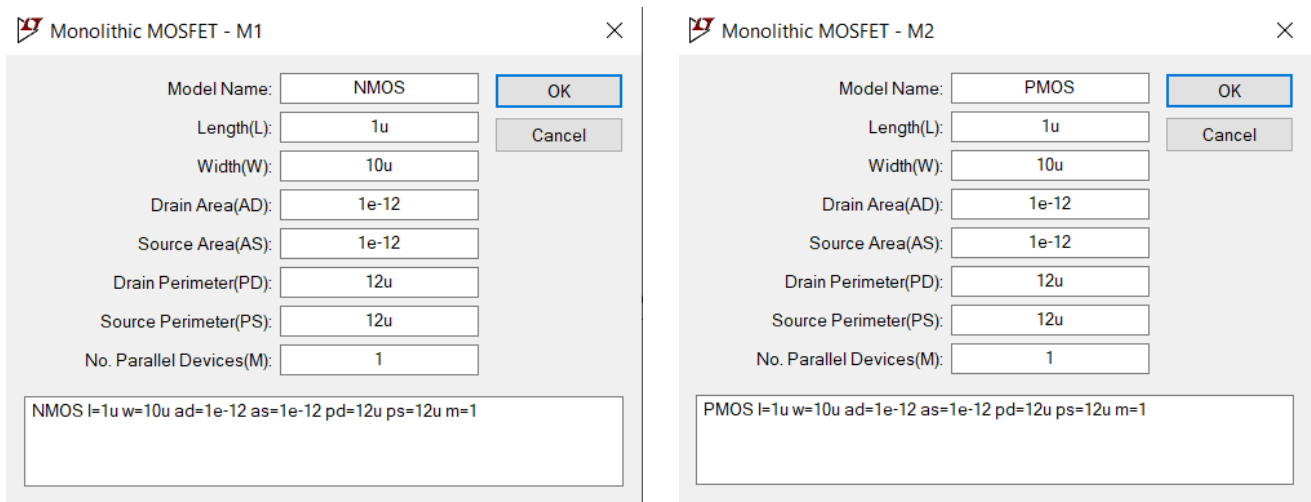 Monolithic MOSFET - M1
Model Name: NMOS OK
Length(L): 1u Cancel
Width(W): 10u
Drain Area(AD): 1e-12
Source Area(AS): 1e-12
Drain Perimeter(PD): 12u
Source Perimeter(PS): 12u
No. Parallel Devices(M): 1
NMOS l=1u w=10u ad=1e-12 as=1e-12 pd=12u ps=12u m=1
Monolithic MOSFET - M2
Model Name: PMOS OK
Length(L): 1u Cancel
Width(W): 10u
Drain Area(AD): 1e-12
Source Area(AS): 1e-12
Drain Perimeter(PD): 12u
Source Perimeter(PS): 12u
No. Parallel Devices(M): 1
PMOS l=1u w=10u ad=1e-12 as=1e-12 pd=12u ps=12u m=1